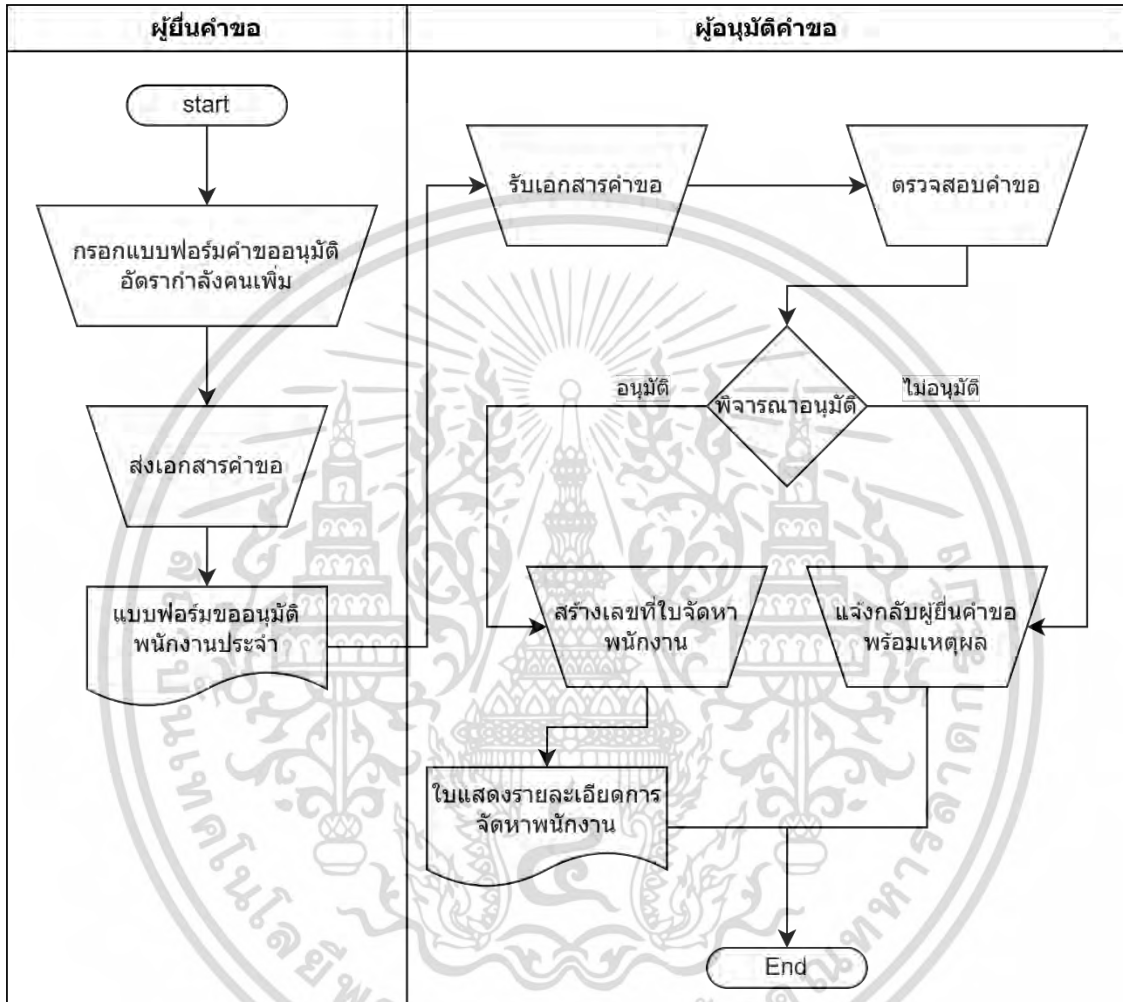 ผู้ยื่นคำขอ
ผู้อนุมัติคำขอ
start
กรอกแบบฟอร์มคำขออนุมัติ
อัตรากำลังคนเพิ่ม
ส่งเอกสารคำขอ
แบบฟอร์มขออนุมัติ
พนักงานประจำ
รับเอกสารคำขอ
ตรวจสอบคำขอ
พิจารณาอนุมัติ
อนุมัติ
ไม่อนุมัติ
สร้างเลขที่ใบจัดหา
พนักงาน
แจ้งกลับผู้ยื่นคำขอ
พร้อมเหตุผล
ใบแสดงรายละเอียดการ
จัดหาพนักงาน
End